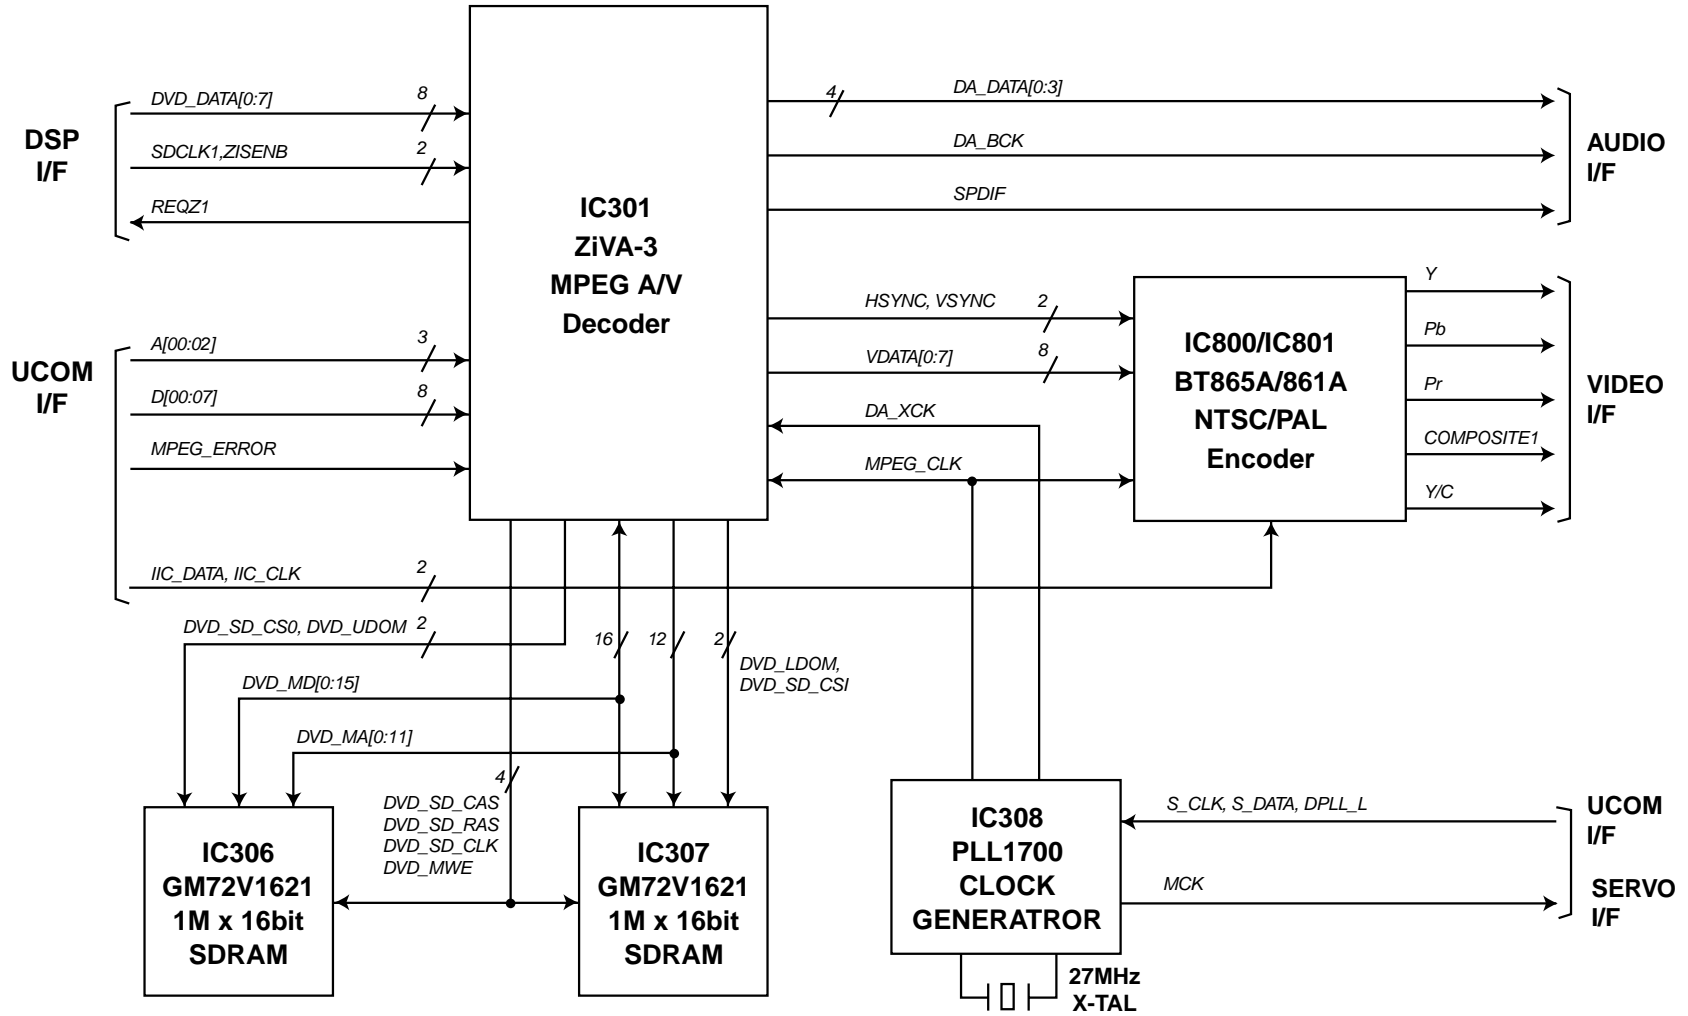 DSP
I/F
DVD_DATA[0:7]
8
SDCLK1,ZISENB
2
REQZ1
UCOM
I/F
A[00:02]
3
D[00:07]
8
MPEG_ERROR
IIC_DATA, IIC_CLK
2
IC301
ZiVA-3
MPEG A/V
Decoder
4
DA_DATA[0:3]
DA_BCK
SPDIF
AUDIO
I/F
HSYNC, VSYNC
2
VDATA[0:7]
8
DA_XCK
MPEG_CLK
IC800/IC801
BT865A/861A
NTSC/PAL
Encoder
Y
Pb
Pr
COMPOSITE1
Y/C
VIDEO
I/F
DVD_SD_CS0, DVD_UDOM
2
16
12
2
DVD_LDOM,
DVD_SD_CSI
DVD_MD[0:15]
DVD_MA[0:11]
4
DVD_SD_CAS
DVD_SD_RAS
DVD_SD_CLK
DVD_MWE
IC306
GM72V1621
1M x 16bit
SDRAM
IC307
GM72V1621
1M x 16bit
SDRAM
IC308
PLL1700
CLOCK
GENERATROR
S_CLK, S_DATA, DPLL_L
MCK
UCOM
I/F
SERVO
I/F
27MHz
X-TAL